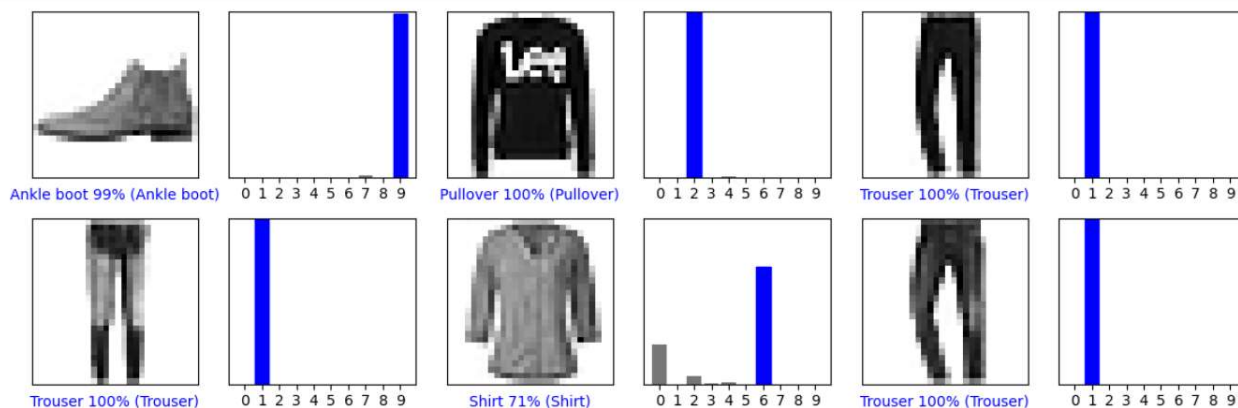 Lee
0 1 2 3 4 5 6 7 8 9
0 1 2 3 4 5 6 7 8 9
0 1 2 3 4 5 6 7 8 9
Ankle boot 99% (Ankle boot)
Pullover 100% (Pullover)
Trouser 100% (Trouser)
0 1 2 3 4 5 6 7 8 9
0 1 2 3 4 5 6 7 8 9
0 1 2 3 4 5 6 7 8 9
Trouser 100% (Trouser)
Shirt 71% (Shirt)
Trouser 100% (Trouser)